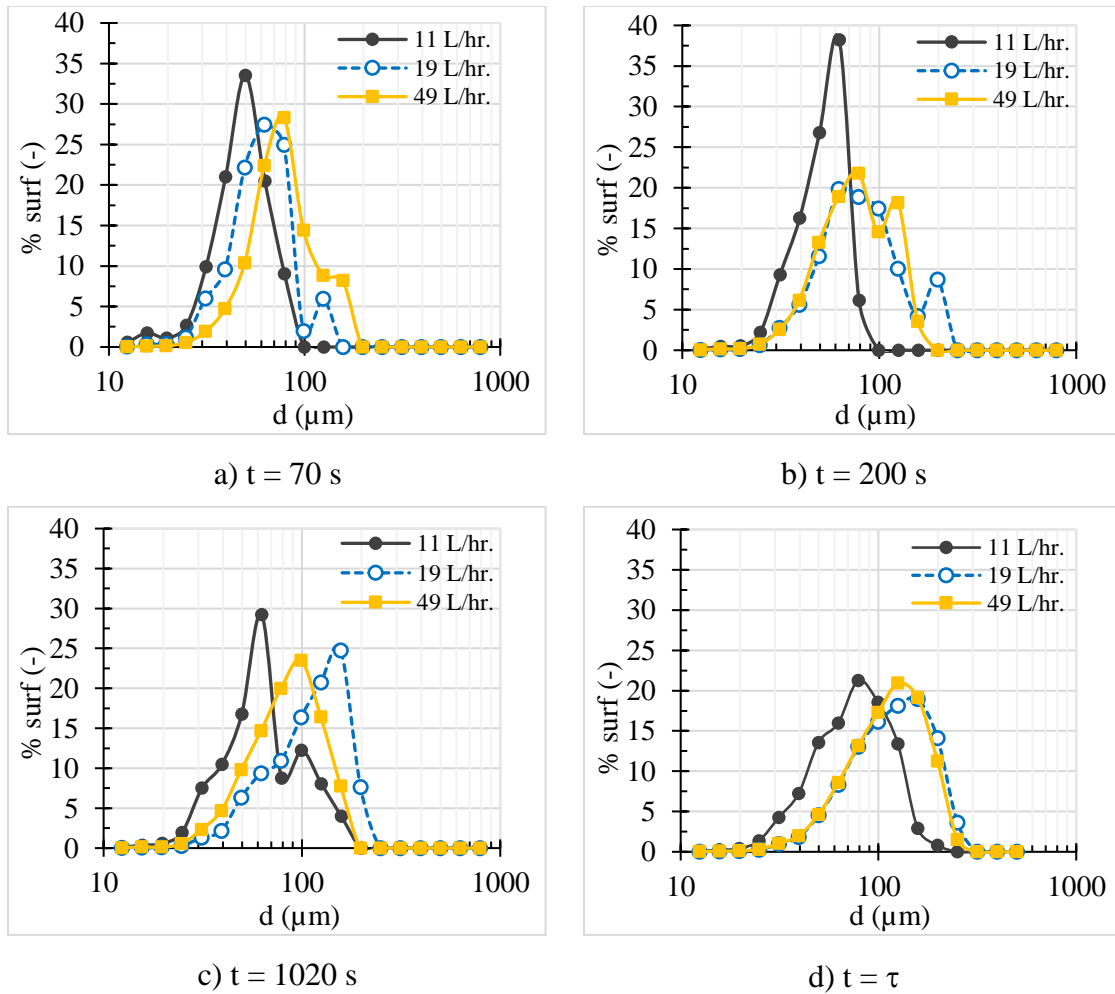 40
35
30
25
20
15
10
5
0
% surf (-)
11 L/hr.
19 L/hr.
49 L/hr.
10
100
1000
d (µm)
a) t = 70 s
40
35
30
25
20
15
10
5
0
% surf (-)
11 L/hr.
19 L/hr.
49 L/hr.
10
100
1000
d (µm)
b) t = 200 s
40
35
30
25
20
15
10
5
0
% surf (-)
11 L/hr.
19 L/hr.
49 L/hr.
10
100
1000
d (µm)
c) t = 1020 s
40
35
30
25
20
15
10
5
0
% surf (-)
11 L/hr.
19 L/hr.
49 L/hr.
10
100
1000
d (µm)
d) t = τ